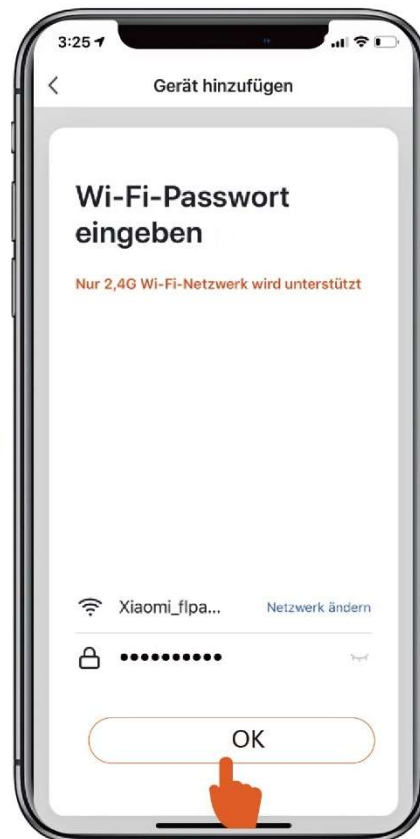 3:25
Gerät hinzufügen
Wi-Fi-Passwort
eingeben
Nur 2,4G Wi-Fi-Netzwerk wird unterstützt
Xiaomi_flpa... Netzwerk ändern
••••••••••
OK